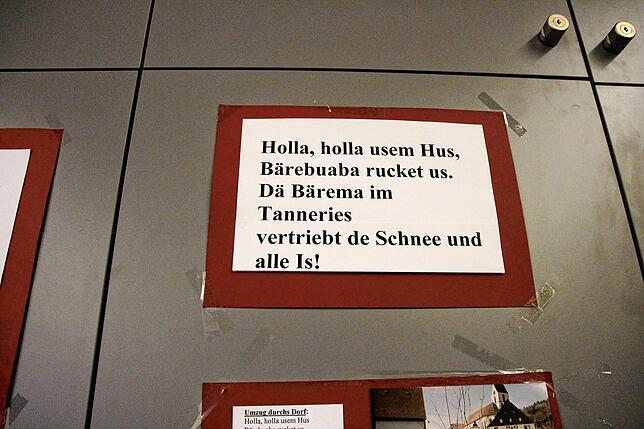 Holla, holla usem Hus,
Bärebuaba rucket us.
Dä Bärema im
Tanneries
vertriebt de Schnee und
alle Is!
Umzug durchs Dorf:
Holla, holla usem Hus